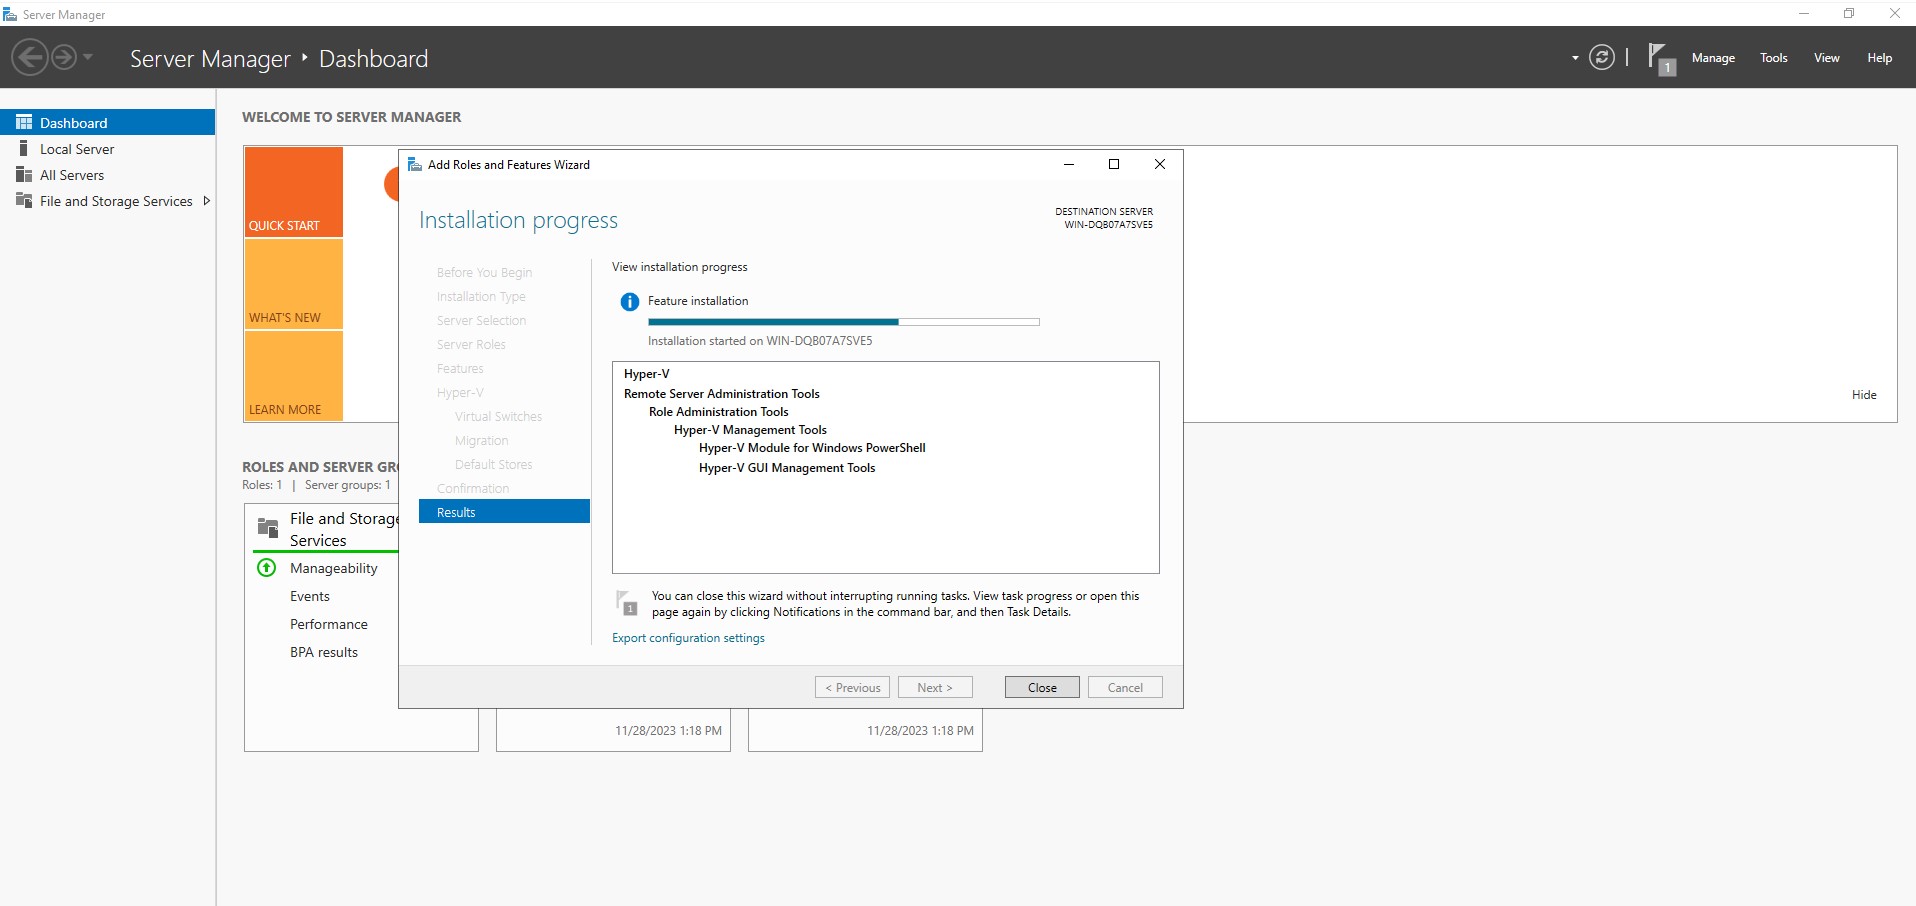 Server Manager
Server Manager ‣ Dashboard
1
Manage Tools View Help
Dashboard
Local Server
All Servers
File and Storage Services
WELCOME TO SERVER MANAGER
QUICK START
WHAT'S NEW
LEARN MORE
Hide
ROLES AND SERVER GR
Roles: 1 | Server groups: 1
File and Storage
Services
Manageability
Events
Performance
BPA results
11/28/2023 1:18 PM
11/28/2023 1:18 PM
Add Roles and Features Wizard
Installation progress
DESTINATION SERVER
WIN-DQB07A7SVE5
Before You Begin
Installation Type
Server Selection
Server Roles
Features
Hyper-V
Virtual Switches
Migration
Default Stores
Confirmation
Results
View installation progress
Feature installation
Installation started on WIN-DQB07A7SVE5
Hyper-V
Remote Server Administration Tools
Role Administration Tools
Hyper-V Management Tools
Hyper-V Module for Windows PowerShell
Hyper-V GUI Management Tools
1
You can close this wizard without interrupting running tasks. View task progress or open this
page again by clicking Notifications in the command bar, and then Task Details.
Export configuration settings
< Previous Next > Close Cancel